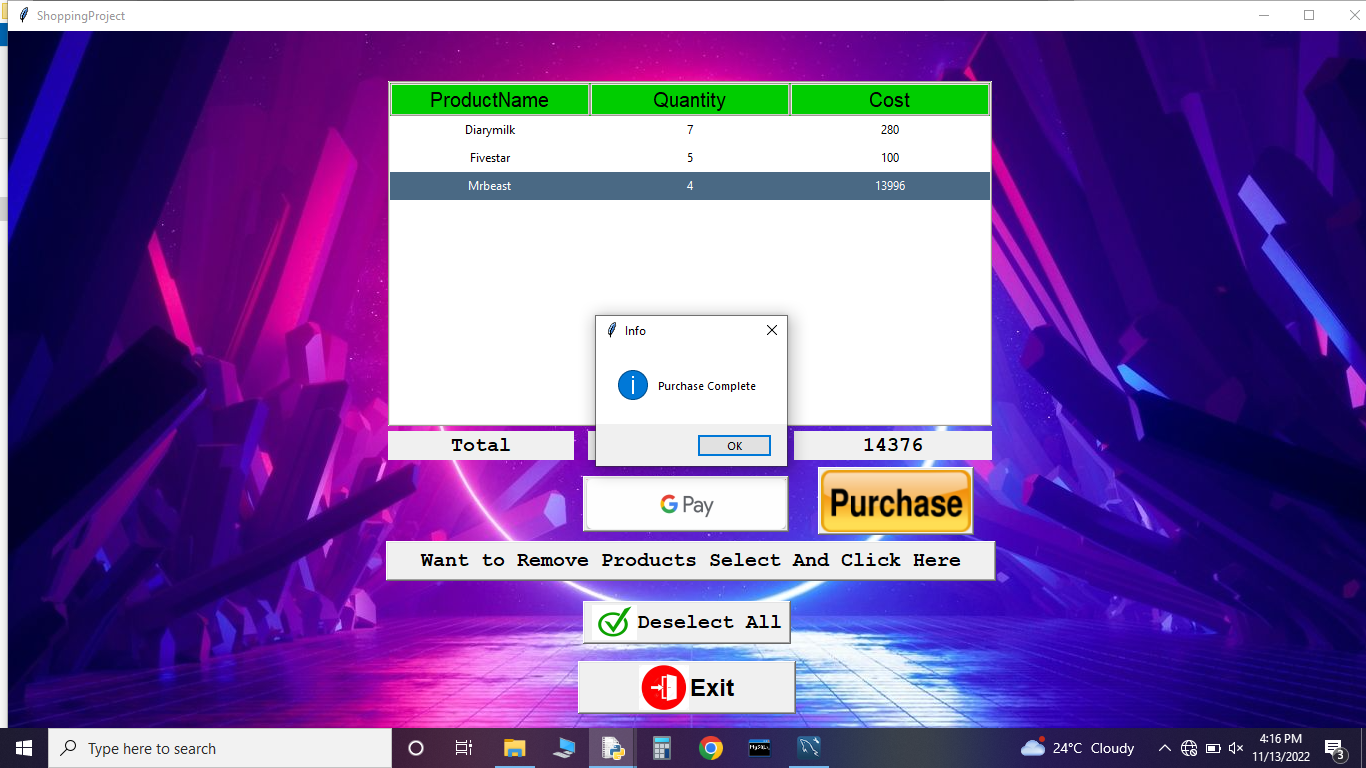 ShoppingProject
ProductName Quantity Cost
Diarymilk 7 280
Fivestar 5 100
Mrbeast 4 13996
Info
Purchase Complete
OK
Total 14376
G Pay
Purchase
Want to Remove Products Select And Click Here
Deselect All
Exit
Type here to search
MySQL
24°C Cloudy
4:16 PM
11/13/2022
3